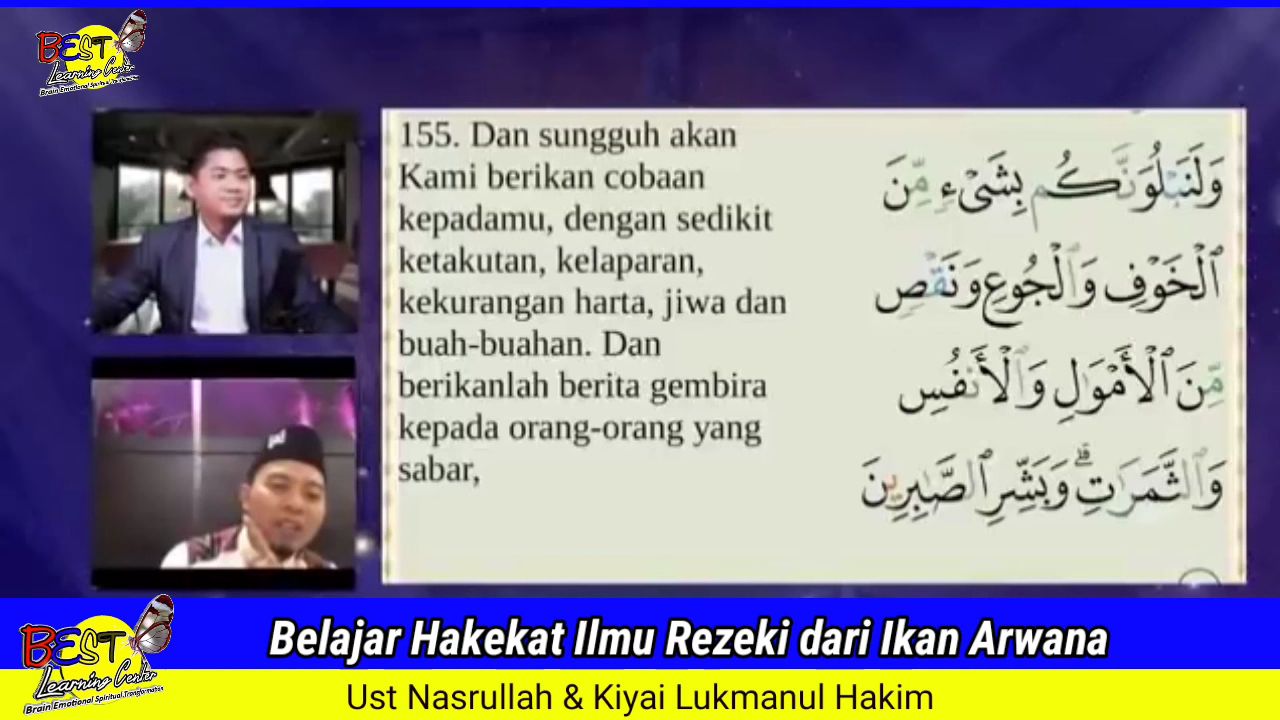 BEST
Learning Center
155. Dan sungguh akan
Kami berikan cobaan
kepadamu, dengan sedikit
ketakutan, kelaparan,
kekurangan harta, jiwa dan
buah-buahan. Dan
berikanlah berita gembira
kepada orang-orang yang
sabar,
وَلَنَبْلُوَنَّكُم بِشَىْءٍ مِّنَ
ٱلْخَوْفِ وَٱلْجُوعِ وَنَقْصٍ
مِّنَ ٱلْأَمْوَٰلِ وَٱلْأَنفُسِ
وَٱلثَّمَرَٰتِ ۗ وَبَشِّرِ ٱلصَّـٰبِرِينَ
BEST
Learning Center
Brain Emotional Spiritual Transformation
Belajar Hakekat Ilmu Rezeki dari Ikan Arwana
Ust Nasrullah & Kiyai Lukmanul Hakim